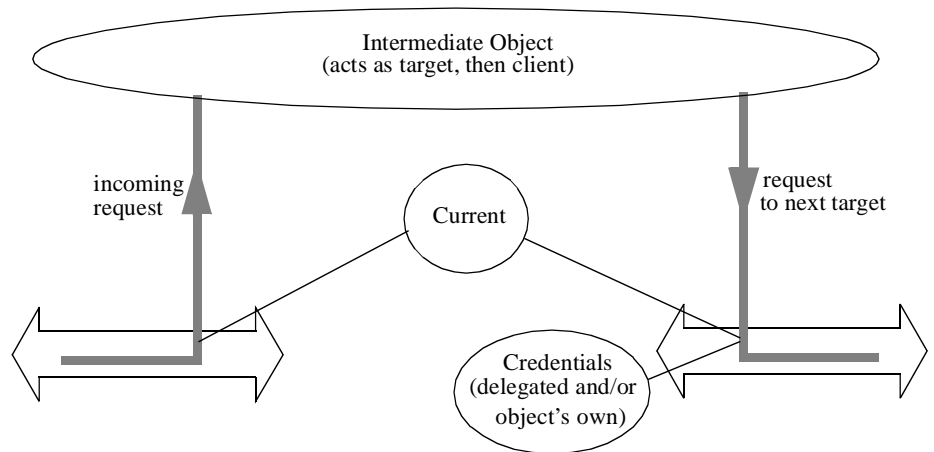 Intermediate Object
(acts as target, then client)
incoming
request
Current
request
to next target
Credentials
(delegated and/or
object's own)